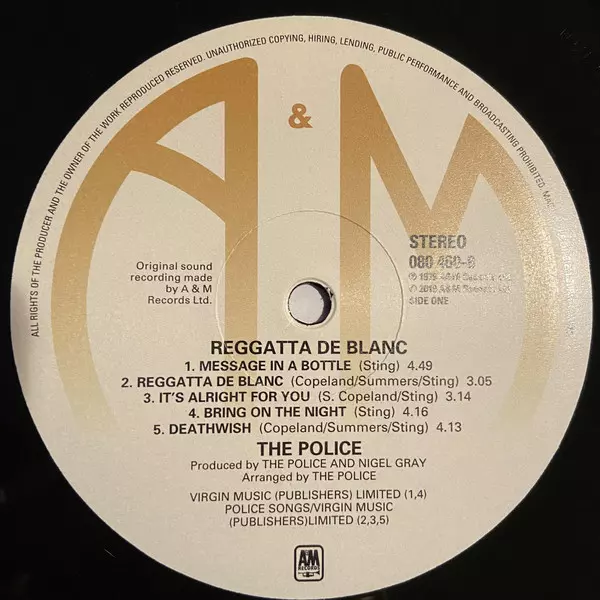 ALL RIGHTS OF THE PRODUCER AND THE OWNER OF THE WORK REPRODUCED RESERVED. UNAUTHORIZED COPYING, HIRING, LENDING, PUBLIC PERFORMANCE AND BROADCASTING PROHIBITED.
A & M
Original sound
recording made
by A & M
Records Ltd.
STEREO
SIDE ONE
REGGATTA DE BLANC
1. MESSAGE IN A BOTTLE (Sting) 4.49
2. REGGATTA DE BLANC (Copeland/Summers/Sting) 3.05
3. IT'S ALRIGHT FOR YOU (S. Copeland/Sting) 3.14
4. BRING ON THE NIGHT (Sting) 4.16
5. DEATHWISH (Copeland/Summers/Sting) 4.13
THE POLICE
Produced by THE POLICE AND NIGEL GRAY
Arranged by THE POLICE
VIRGIN MUSIC (PUBLISHERS) LIMITED (1,4)
POLICE SONGS/VIRGIN MUSIC
(PUBLISHERS)LIMITED (2,3,5)
A&M
RECORDS